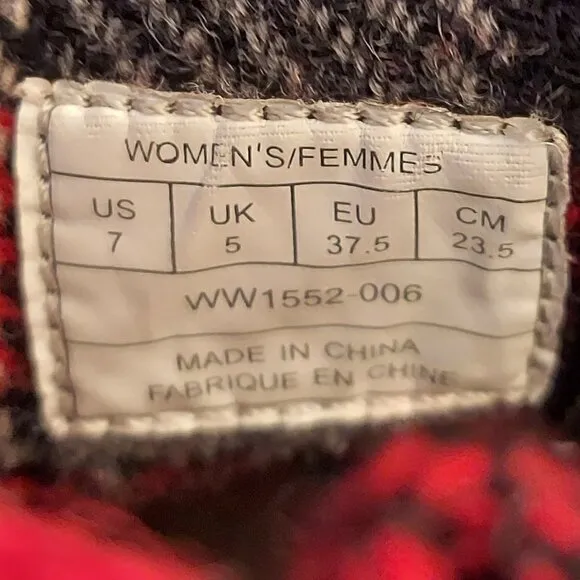 WOMEN'S/FEMMES
US UK EU CM
7 5 37.5 23.5
WW1552-006
MADE IN CHINA
FABRIQUE EN CHINE